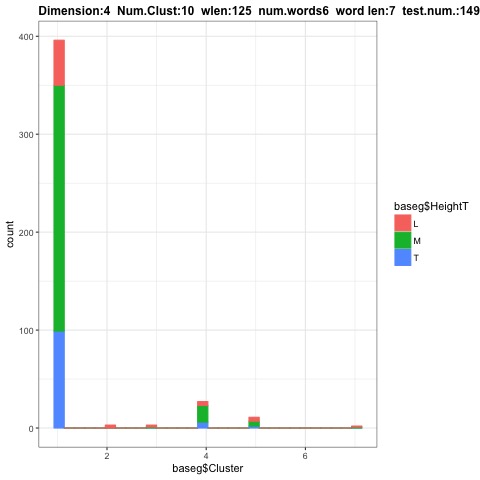 Dimension:4 Num.Clust:10 wlen:125 num.words6 word len:7 test.num.:149
400
300
200
100
0
count
2 4 6
baseg$Cluster
baseg$HeightT
L
M
T